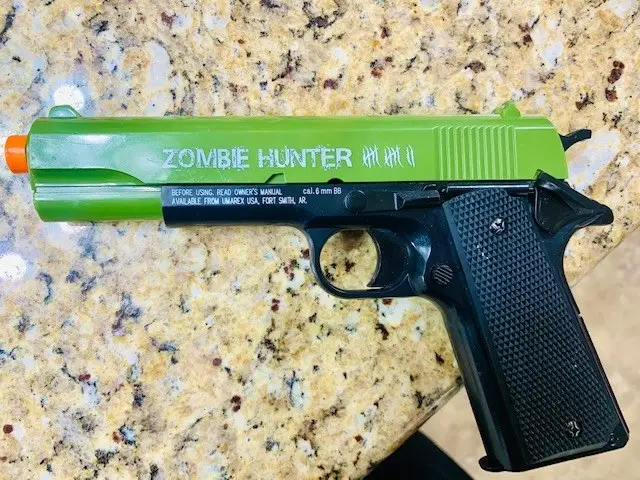 ZOMBIE HUNTER
BEFORE USING, READ OWNER'S MANUAL cal. 6 mm BB
AVAILABLE FROM UMAREX USA, FORT SMITH, AR.